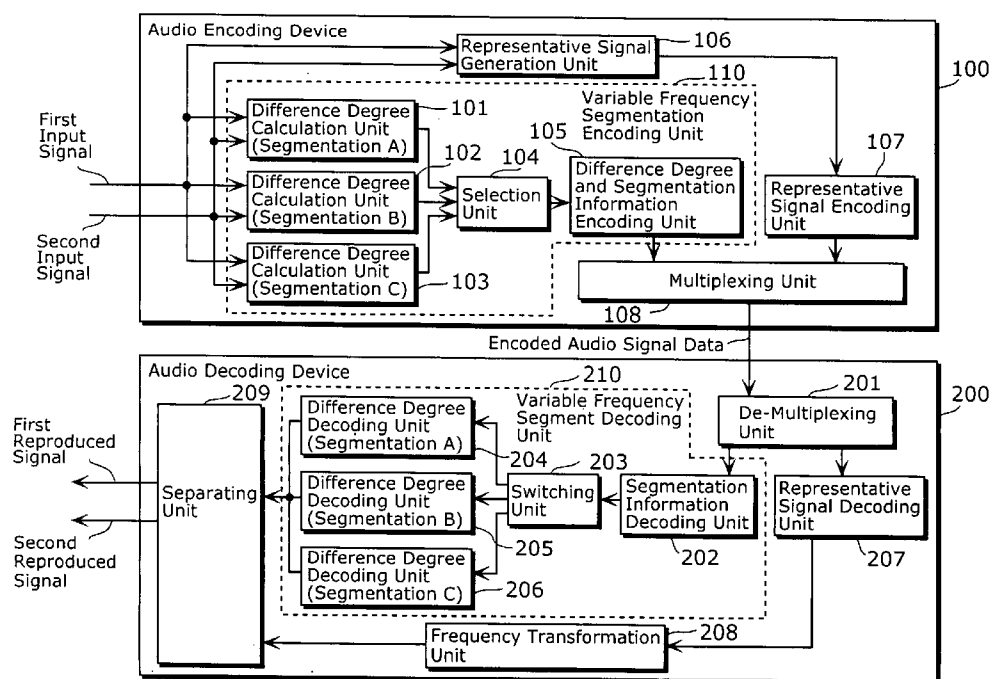 Audio Encoding Device
Representative Signal
Generation Unit
106
110
100
Variable Frequency
Segmentation
Encoding Unit
First
Input
Signal
Second
Input
Signal
Difference Degree
Calculation Unit
(Segmentation A)
101
Difference Degree
Calculation Unit
(Segmentation B)
102
Difference Degree
Calculation Unit
(Segmentation C)
103
104
Selection
Unit
105
Difference Degree
and Segmentation
Information
Encoding Unit
107
Representative
Signal Encoding
Unit
Multiplexing Unit
108
Encoded Audio Signal Data
Audio Decoding Device
200
201
De-Multiplexing
Unit
210
Variable Frequency
Segment Decoding
Unit
209
Separating
Unit
First
Reproduced
Signal
Second
Reproduced
Signal
Difference Degree
Decoding Unit
(Segmentation A)
204
Difference Degree
Decoding Unit
(Segmentation B)
205
Difference Degree
Decoding Unit
(Segmentation C)
206
203
Switching
Unit
Segmentation
Information
Decoding Unit
202
Representative
Signal Decoding
Unit
207
Frequency Transformation
Unit
208